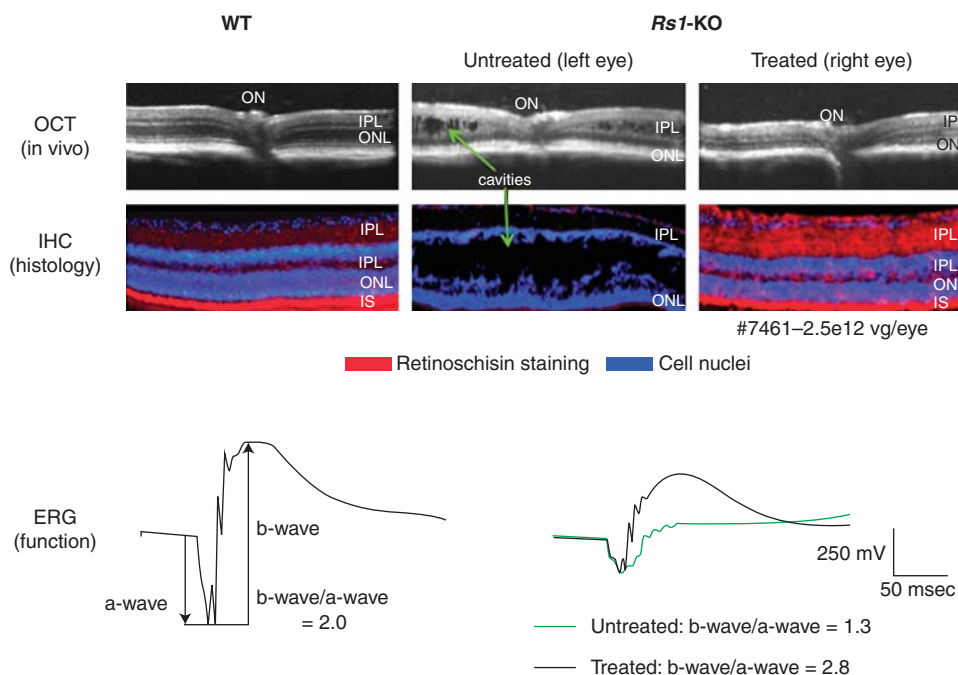 WT
Rs1-KO
Untreated (left eye)
Treated (right eye)
OCT
(in vivo)
ON
IPL
ONL
ON
IPL
ONL
cavities
ON
IP
ON
IHC
(histology)
IPL
IPL
ONL
IS
IPL
ONL
IPL
IPL
ON
IS
#7461–2.5e12 vg/eye
Retinoschisin staining
Cell nuclei
ERG
(function)
b-wave
a-wave
b-wave/a-wave
= 2.0
250 mV
50 msec
Untreated: b-wave/a-wave = 1.3
Treated: b-wave/a-wave = 2.8